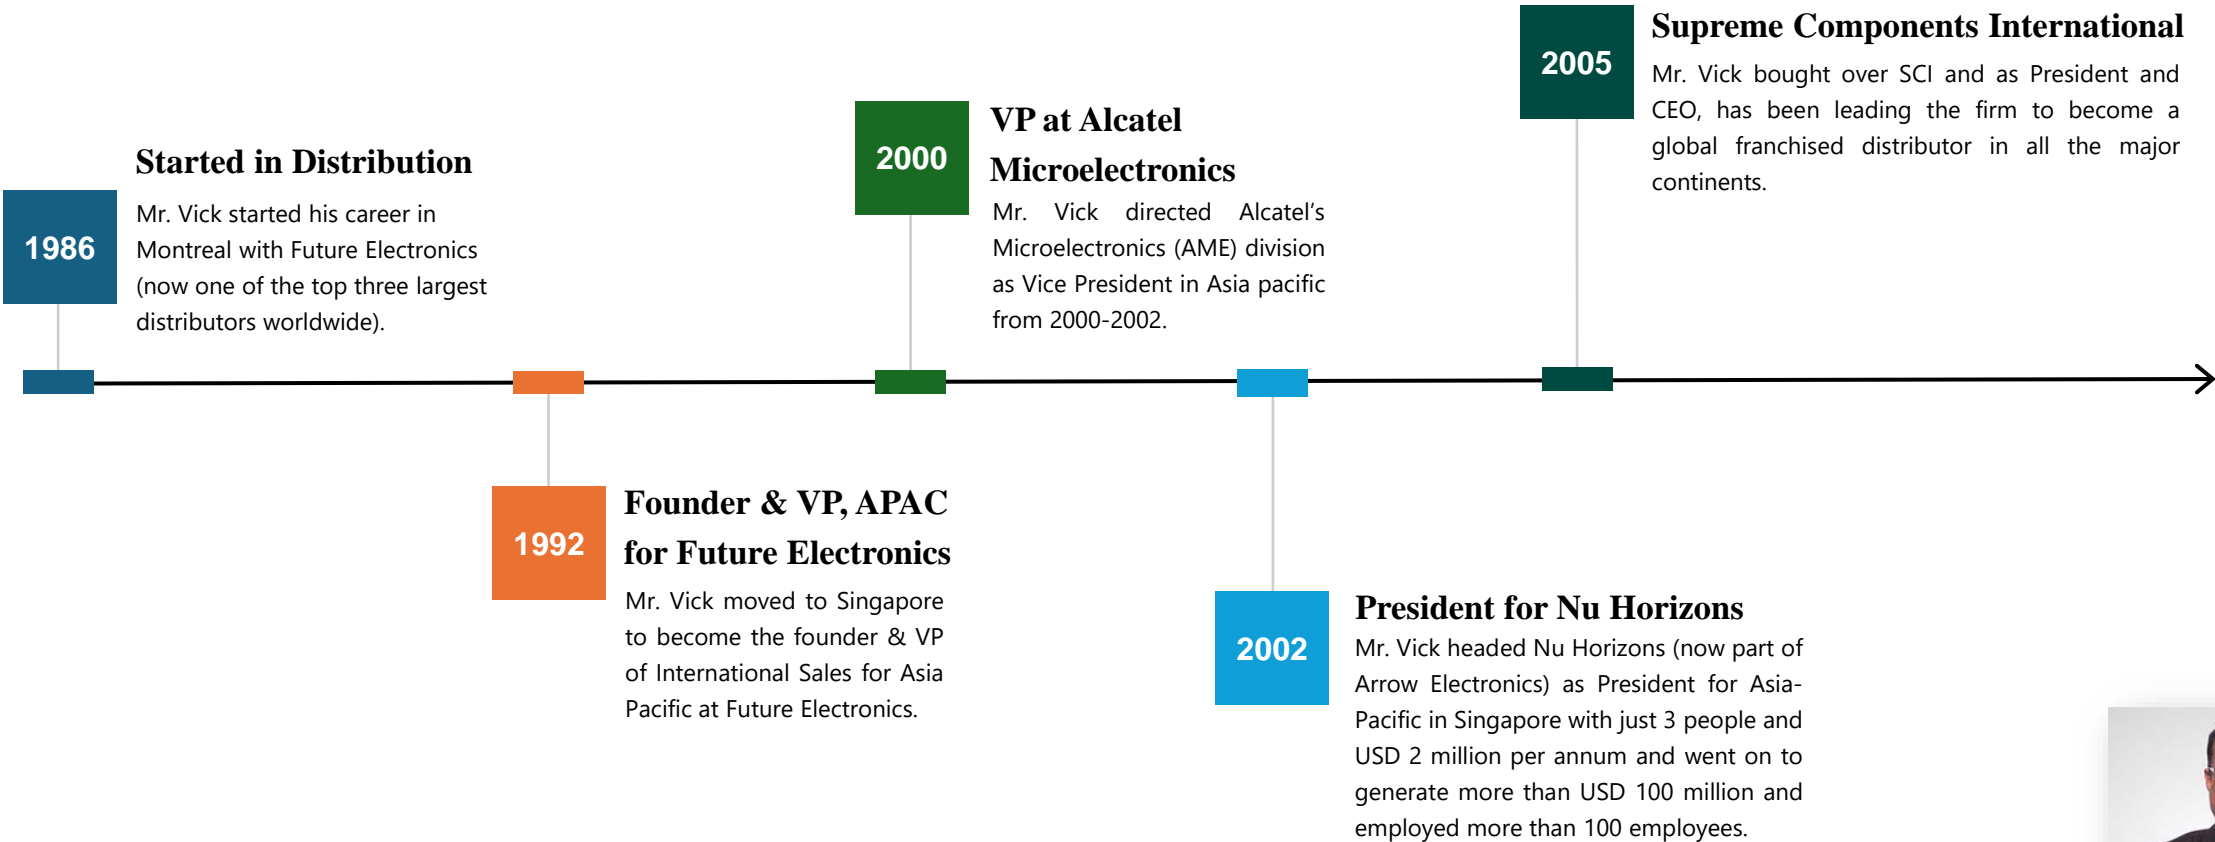 1986
Started in Distribution
Mr. Vick started his career in
Montreal with Future Electronics
(now one of the top three largest
distributors worldwide).
1992
Founder & VP, APAC
for Future Electronics
Mr. Vick moved to Singapore
to become the founder & VP
of International Sales for Asia
Pacific at Future Electronics.
2000
VP at Alcatel
Microelectronics
Mr. Vick directed Alcatel’s
Microelectronics (AME) division
as Vice President in Asia pacific
from 2000-2002.
2002
President for Nu Horizons
Mr. Vick headed Nu Horizons (now part of
Arrow Electronics) as President for Asia-
Pacific in Singapore with just 3 people and
USD 2 million per annum and went on to
generate more than USD 100 million and
employed more than 100 employees.
2005
Supreme Components International
Mr. Vick bought over SCI and as President and
CEO, has been leading the firm to become a
global franchised distributor in all the major
continents.